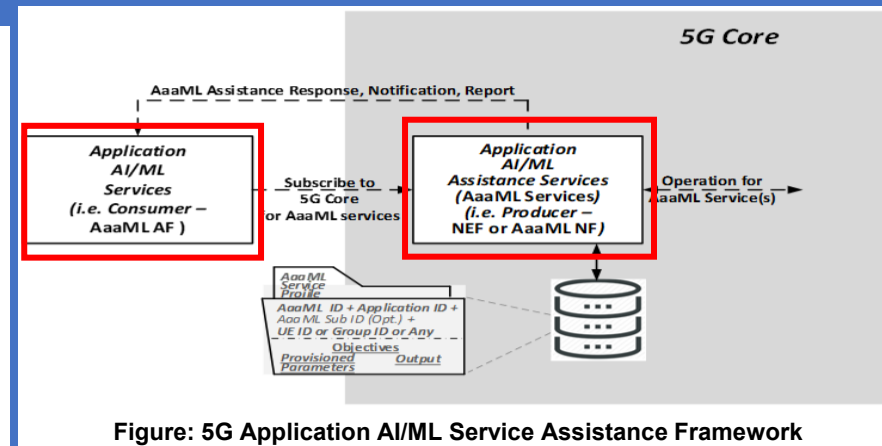 5G Core
AaaML Assistance Response, Notification, Report
Application
AI/ML
Services
(i.e. Consumer –
AaaML AF )
Subscribe to
5G Core
for AaaML services
Application
AI/ML
Assistance Services
(AaaML Services)
(i.e. Producer –
NEF or AaaML NF)
Operation for
AaaML Service(s)
AaaML
Service
Profile
AaaML ID + Application ID +
AaaML Sub ID (Opt.) +
UE ID or Group ID or Any
Objectives
Provisioned Output
Parameters
Figure: 5G Application AI/ML Service Assistance Framework